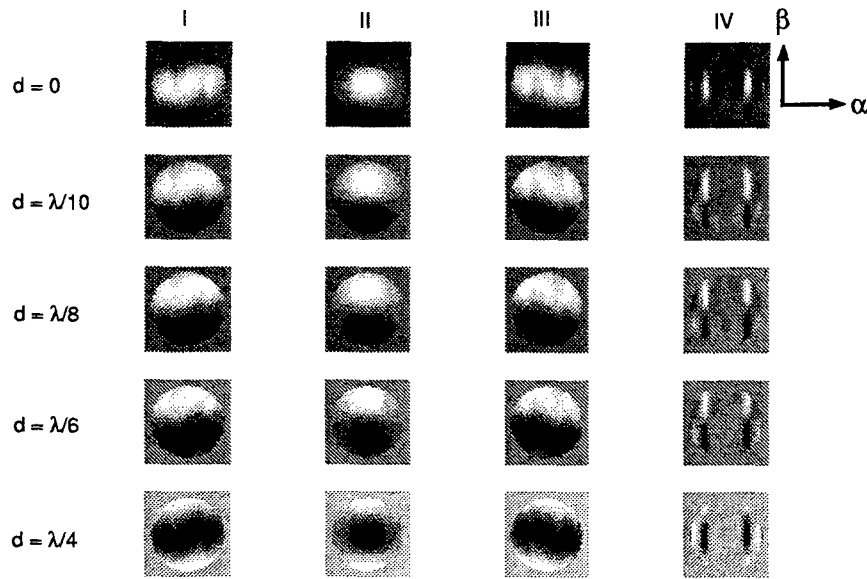 I II III IV β
d = 0
α
d = λ/10
d = λ/8
d = λ/6
d = λ/4